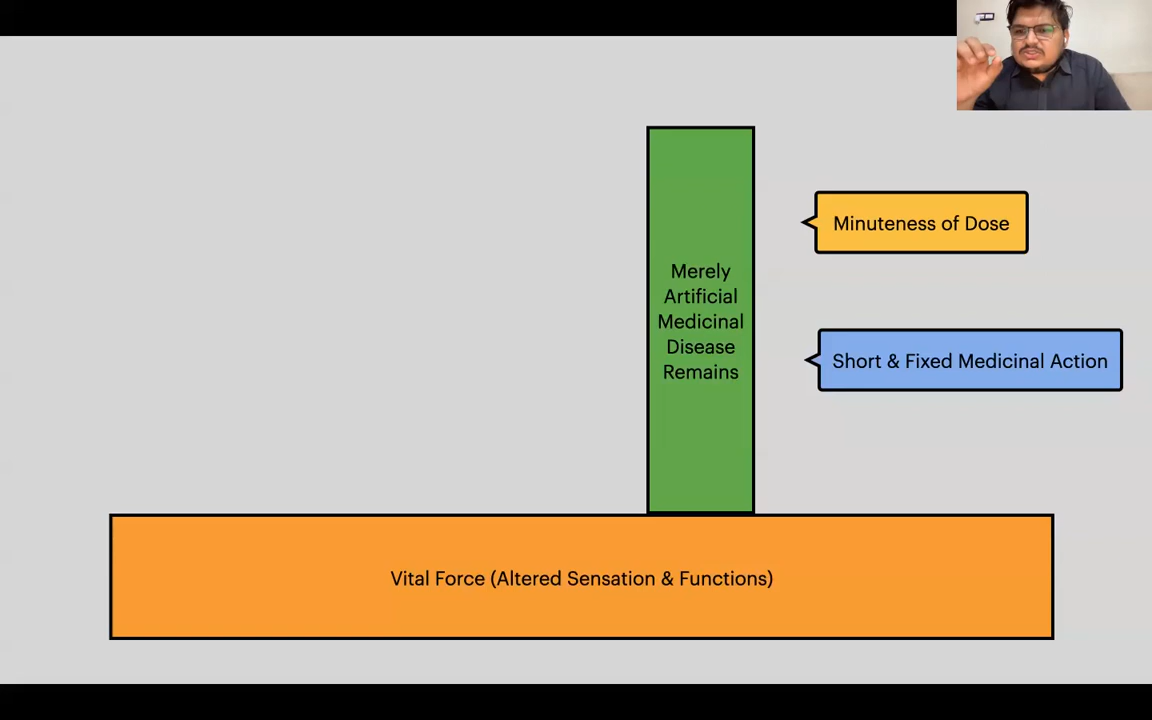 Minuteness of Dose
Merely
Artificial
Medicinal
Disease
Remains
Short & Fixed Medicinal Action
Vital Force (Altered Sensation & Functions)